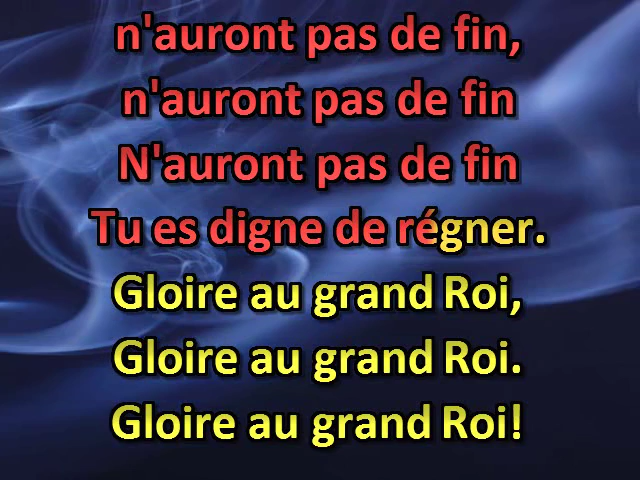 n'auront pas de fin,
n'auront pas de fin
N'auront pas de fin
Tu es digne de régner.
Gloire au grand Roi,
Gloire au grand Roi.
Gloire au grand Roi!